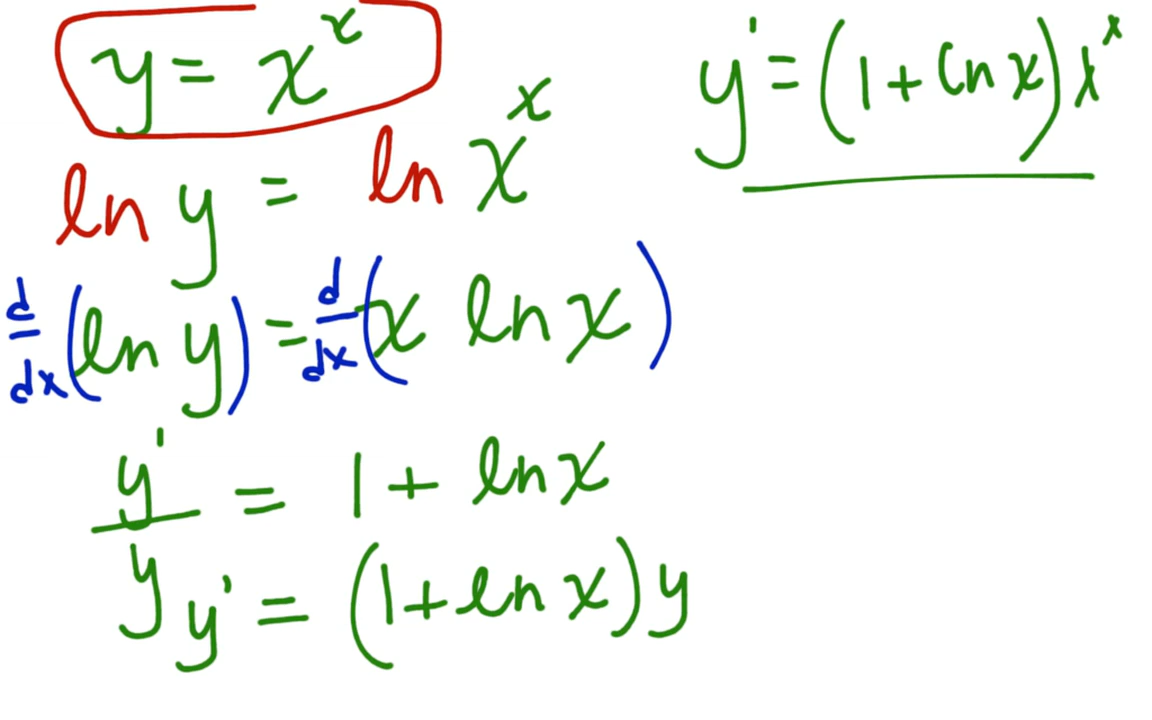 y = x^x
ln y = ln x^x
d/dx (ln y) = d/dx (x ln x)
y'/y = 1 + ln x
y' = (1 + ln x) y
y' = (1 + ln x) x^x